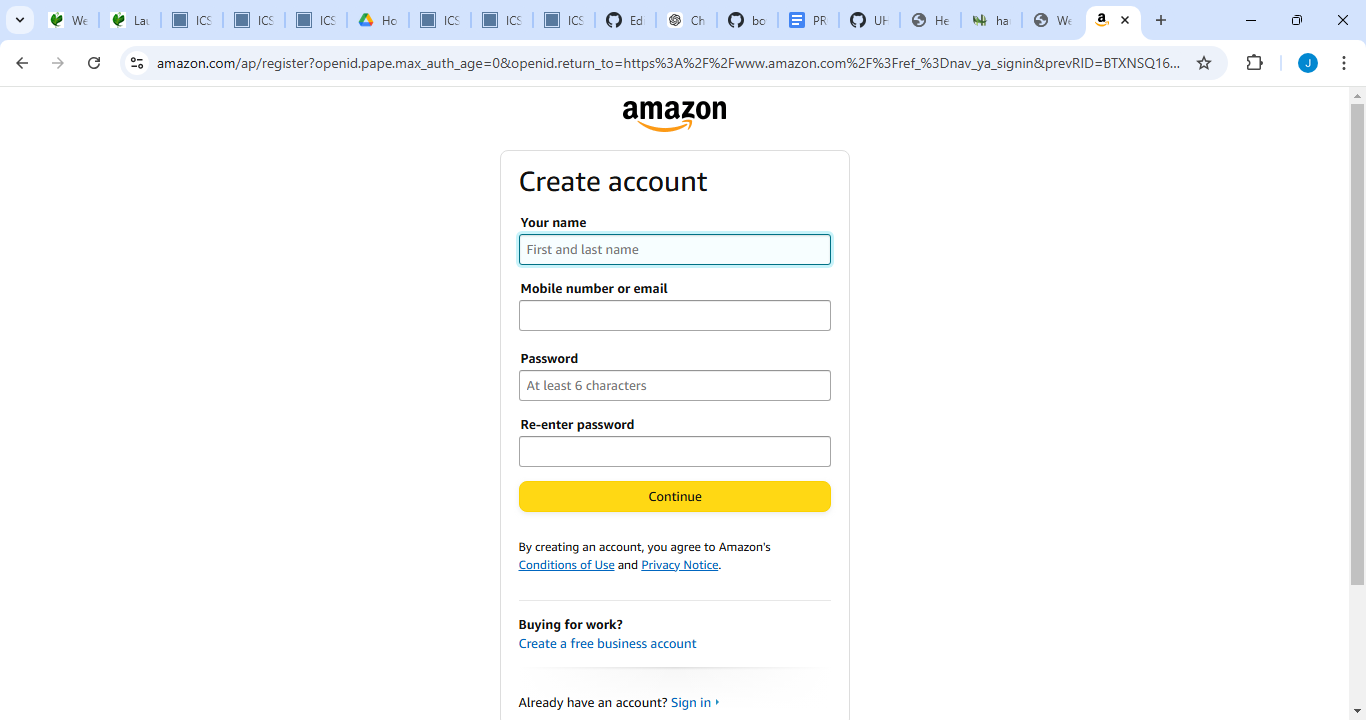 We
Lau
ICS
ICS
ICS
Ho
ICS
ICS
ICS
Edi
Ch
bo
PR
UH
He
ha
We
amazon.com/ap/register?openid.pape.max_auth_age=0&openid.return_to=https%3A%2F%2Fwww.amazon.com%2F%3Fref_%3Dnav_ya_signin&prevRID=BTXNSQ16...
J
amazon
Create account
Your name
First and last name
Mobile number or email
Password
At least 6 characters
Re-enter password
Continue
By creating an account, you agree to Amazon's
Conditions of Use and Privacy Notice.
Buying for work?
Create a free business account
Already have an account? Sign in